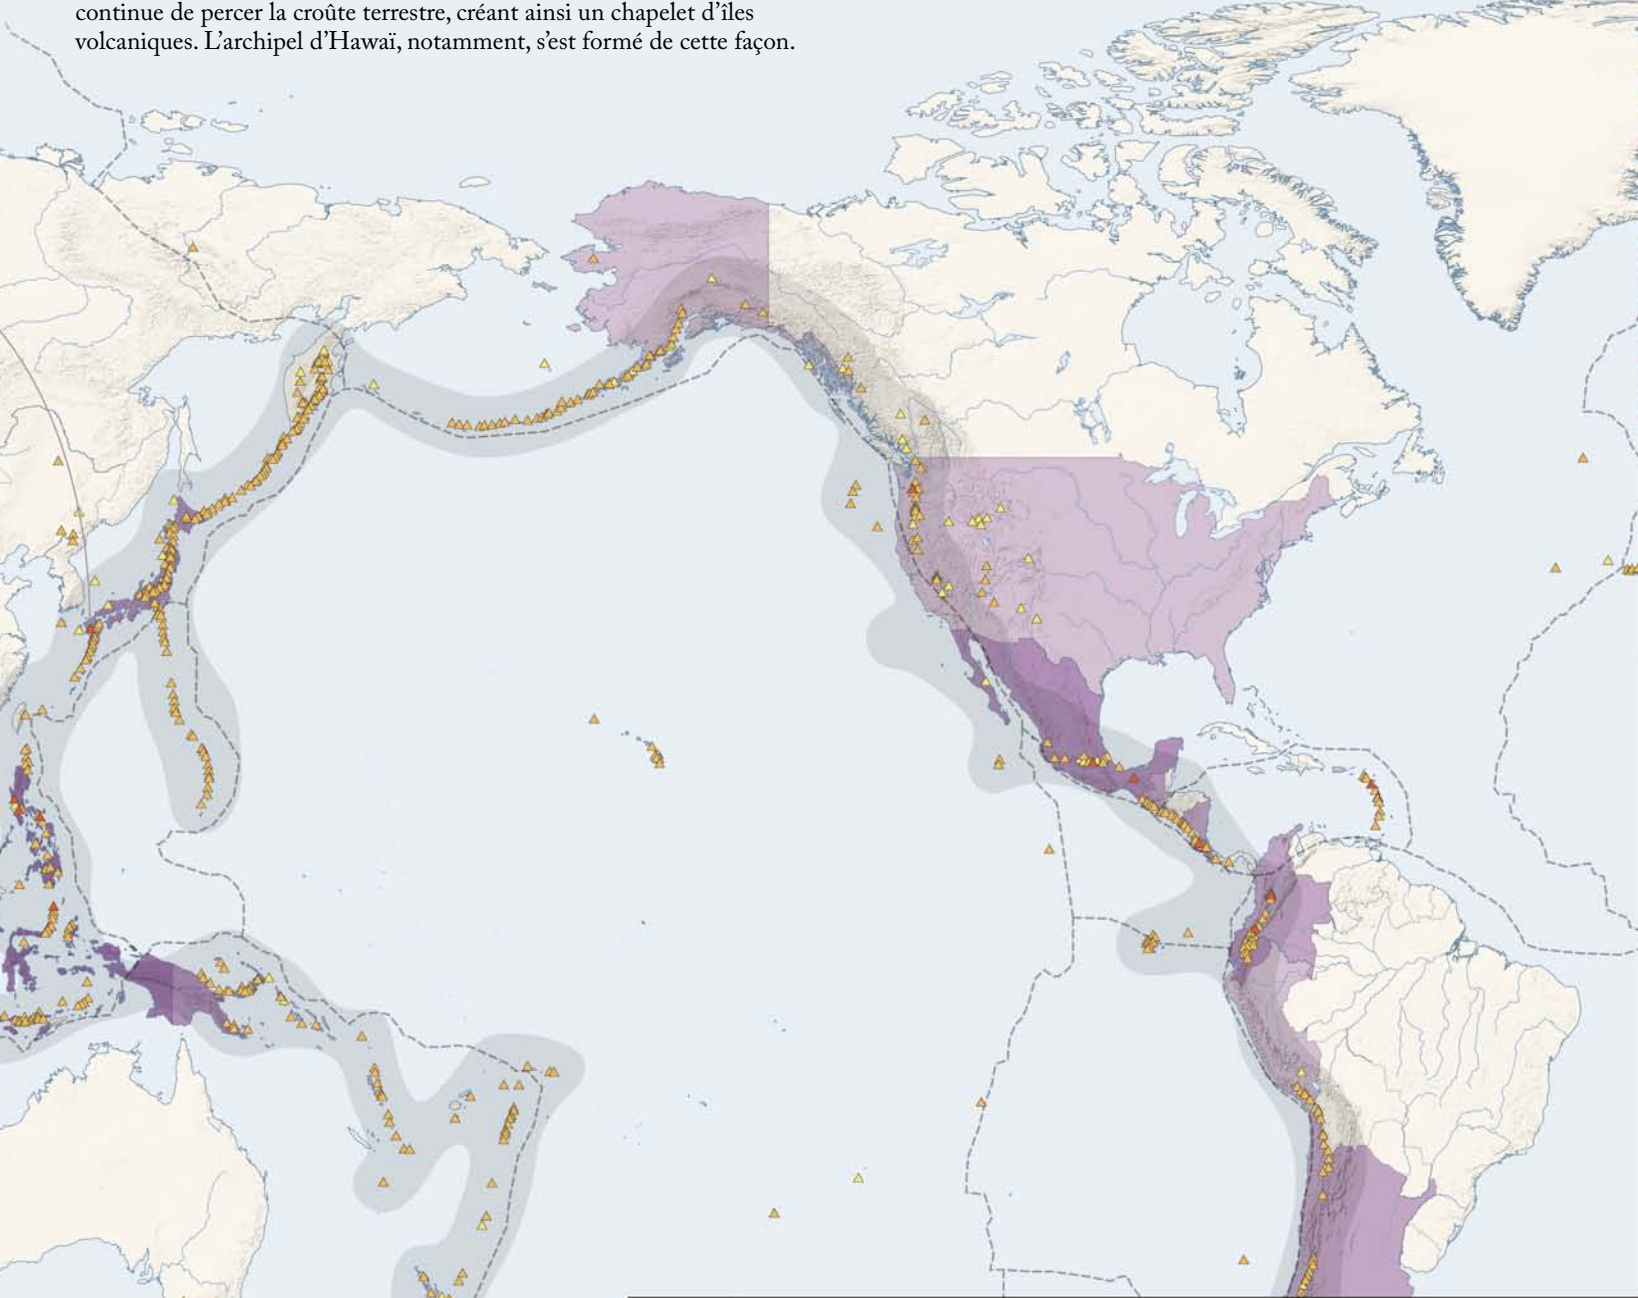 continue de percer la croûte terrestre, créant ainsi un chapelet d’îles
volcaniques. L’archipel d’Hawaï, notamment, s’est formé de cette façon.